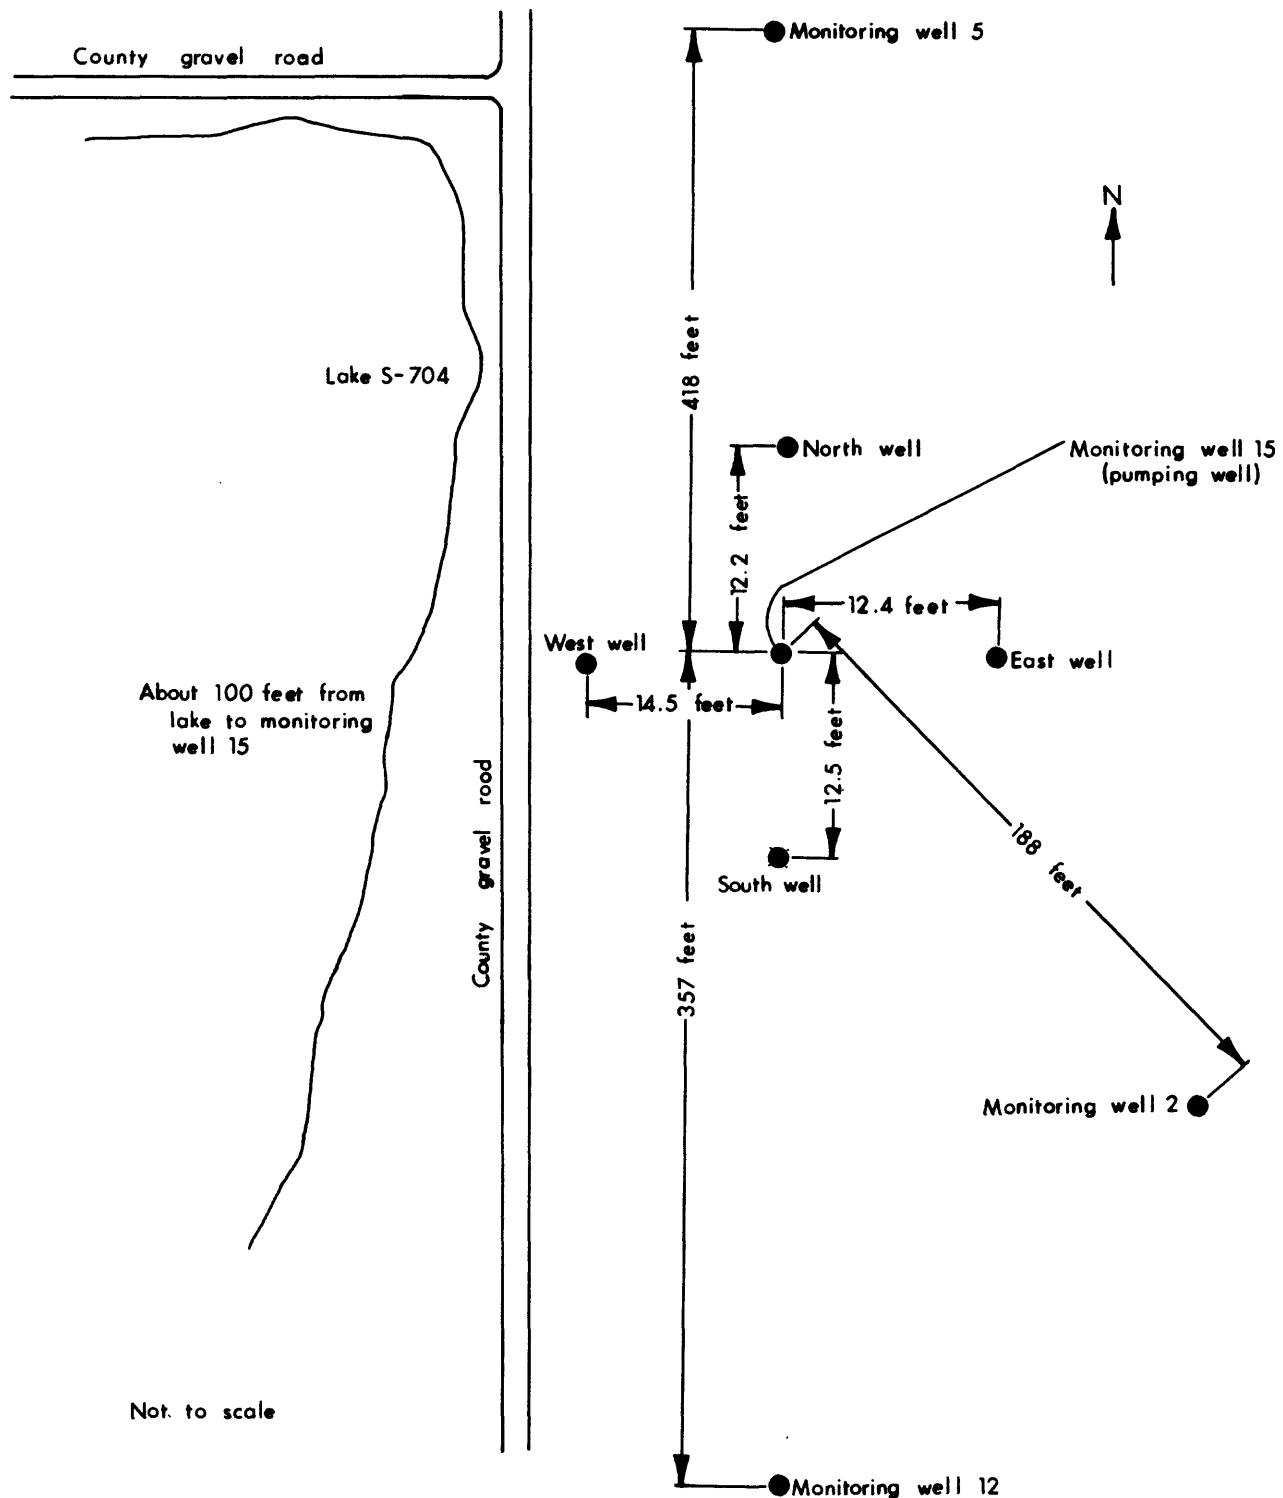 Monitoring well 5
County gravel road
N
418 feet
Lake S-704
North well
Monitoring well 15
(pumping well)
12.2 feet
12.4 feet
West well
East well
About 100 feet from
lake to monitoring
well 15
14.5 feet
12.5 feet
County gravel rood
188 feet
South well
357 feet
Monitoring well 2
Not to scale
Monitoring well 12